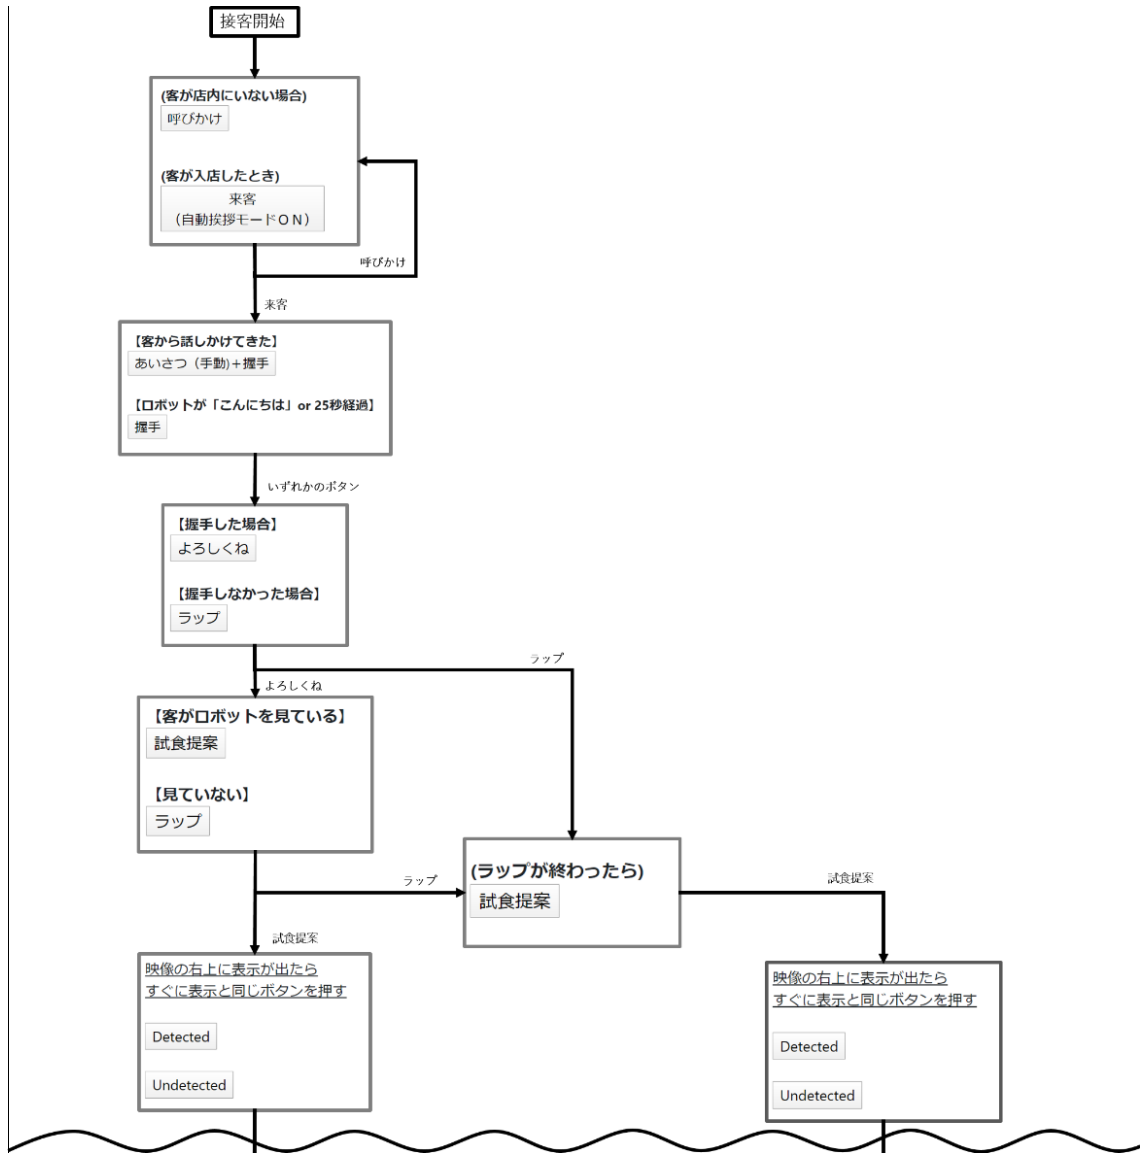 接客開始
(客が店内にいない場合)
呼びかけ
(客が入店したとき)
来客
（自動挨拶モードＯＮ）
呼びかけ
来客
【客から話しかけてきた】
あいさつ（手動)＋握手
【ロボットが「こんにちは」or 25秒経過】
握手
いずれかのボタン
【握手した場合】
よろしくね
【握手しなかった場合】
ラップ
ラップ
よろしくね
【客がロボットを見ている】
試食提案
【見ていない】
ラップ
ラップ
(ラップが終わったら)
試食提案
試食提案
試食提案
映像の右上に表示が出たら
すぐに表示と同じボタンを押す
Detected
Undetected
映像の右上に表示が出たら
すぐに表示と同じボタンを押す
Detected
Undetected